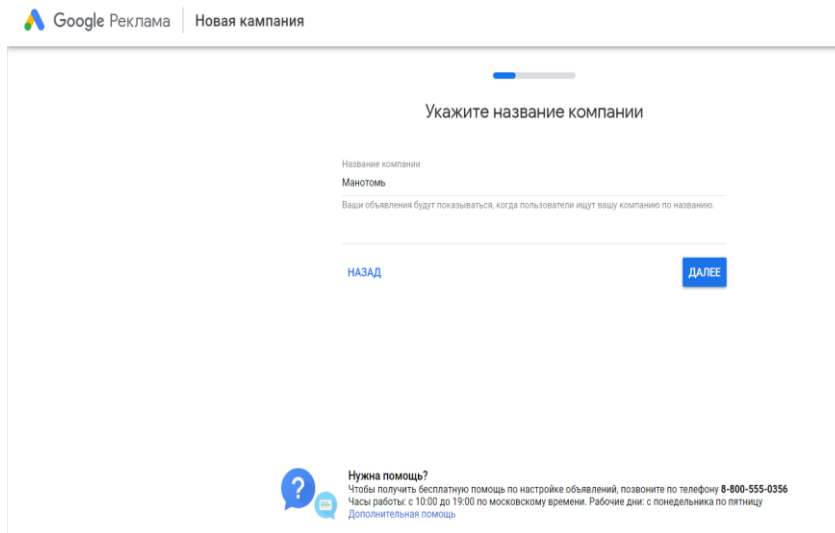 Google Реклама Новая кампания
Укажите название компании
Название компании
Манотомь
Ваши объявления будут показываться, когда пользователи ищут вашу компанию по названию.
НАЗАД ДАЛЕЕ
Нужна помощь?
Чтобы получить бесплатную помощь по настройке объявлений, позвоните по телефону 8-800-555-0356
Часы работы: с 10:00 до 19:00 по московскому времени. Рабочие дни: с понедельника по пятницу
Дополнительная помощь